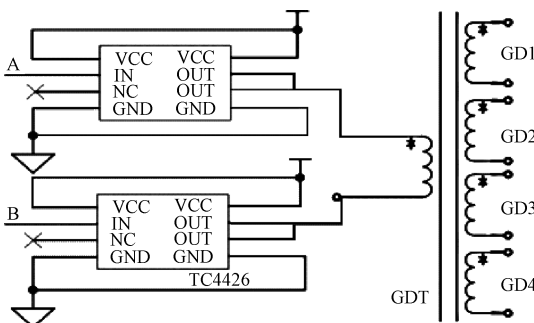 A
VCC VCC
IN OUT
NC OUT
GND GND
B
VCC VCC
IN OUT
NC OUT
GND GND
TC4426
GDT
GD1
GD2
GD3
GD4